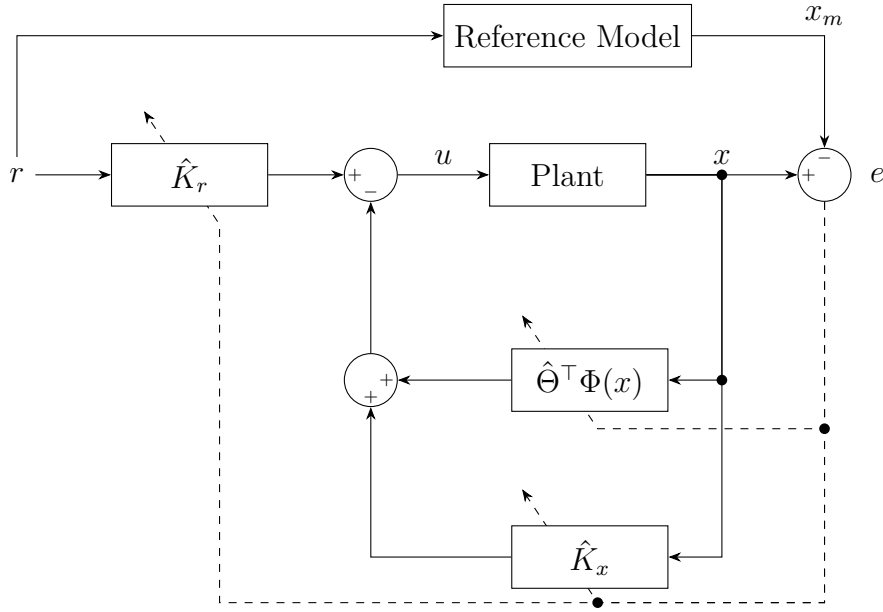 x_m
Reference Model
r
K̂_r
+
−
u
Plant
x
+
−
e
Θ̂^⊤Φ(x)
+
+
K̂_x